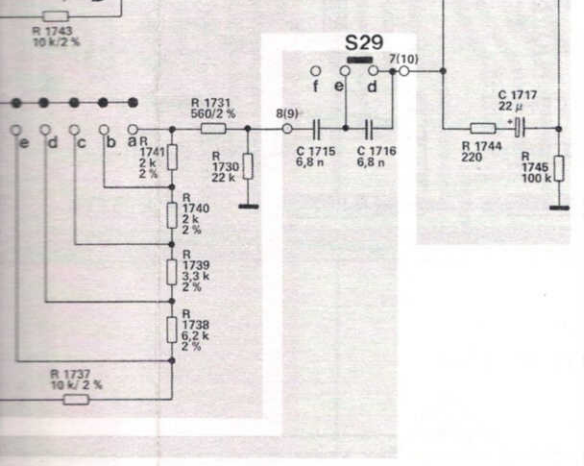 R 1743
10 k/2 %
S29
7(10)
f e d
C 1717
22 µ
+
R 1731
560/2 %
8(9)
e d c b a
R
1741
2 k
2 %
R
1730
22 k
C 1715
6,8 n
C 1716
6,8 n
R 1744
220
R
1745
100 k
R
1740
2 k
2 %
R
1739
3,3 k
2 %
R
1738
6,2 k
2 %
R 1737
10 k/ 2 %